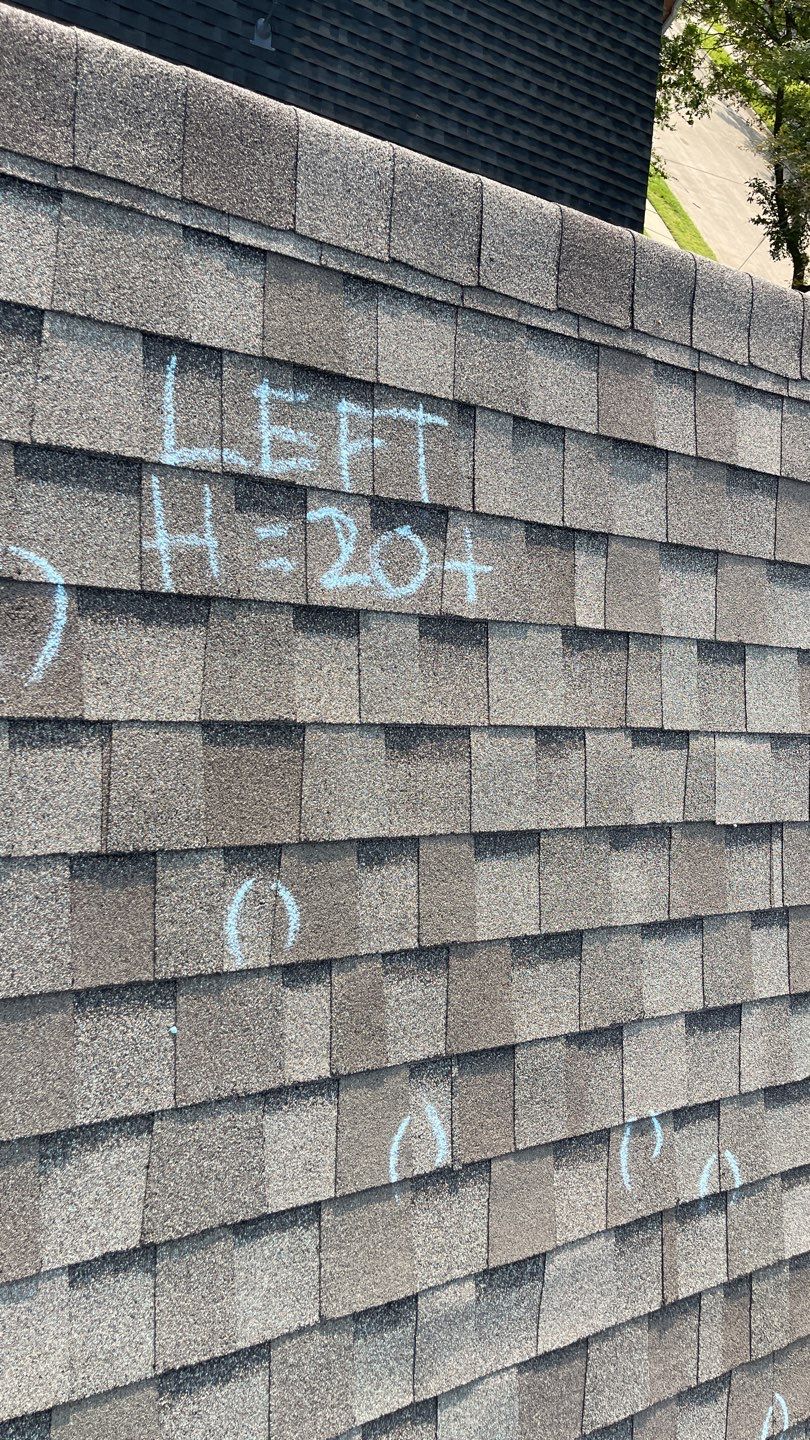 LEFT
H = 20+